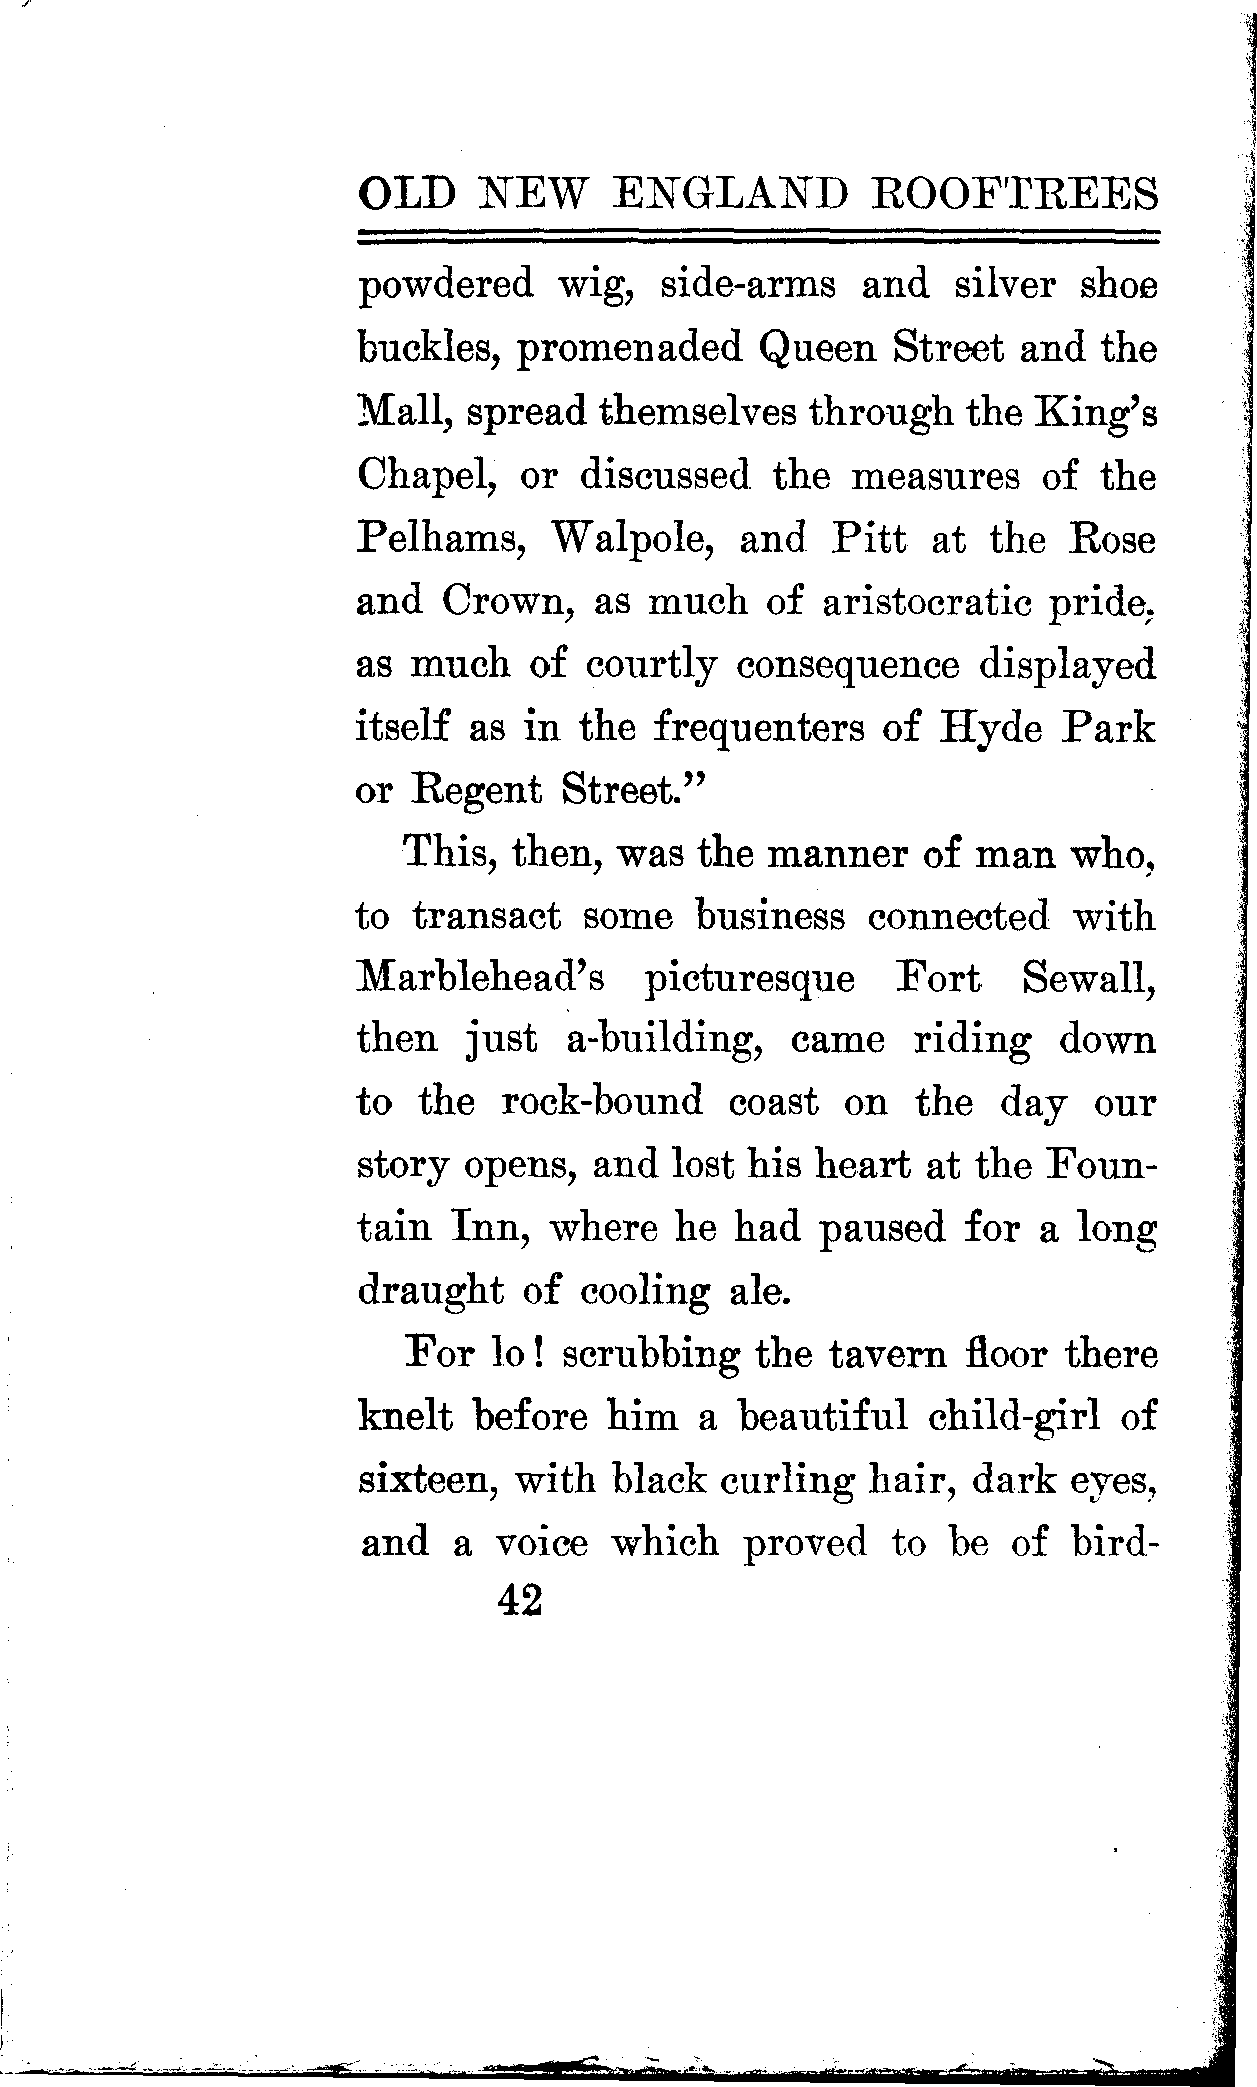 OLD NEW ENGLAND ROOFTREES
powdered wig, side-arms and silver shoe
buckles, promenaded Queen Street and the
Mall, spread themselves through the King's
Chapel, or discussed the measures of the
Pelhams, Walpole, and Pitt at the Rose
and Crown, as much of aristocratic pride,
as much of courtly consequence displayed
itself as in the frequenters of Hyde Park
or Regent Street."
This, then, was the manner of man who,
to transact some business connected with
Marblehead's picturesque Fort Sewall,
then just a-building, came riding down
to the rock-bound coast on the day our
story opens, and lost his heart at the Foun-
tain Inn, where he had paused for a long
draught of cooling ale.
For lo! scrubbing the tavern floor there
knelt before him a beautiful child-girl of
sixteen, with black curling hair, dark eyes,
and a voice which proved to be of bird-
42